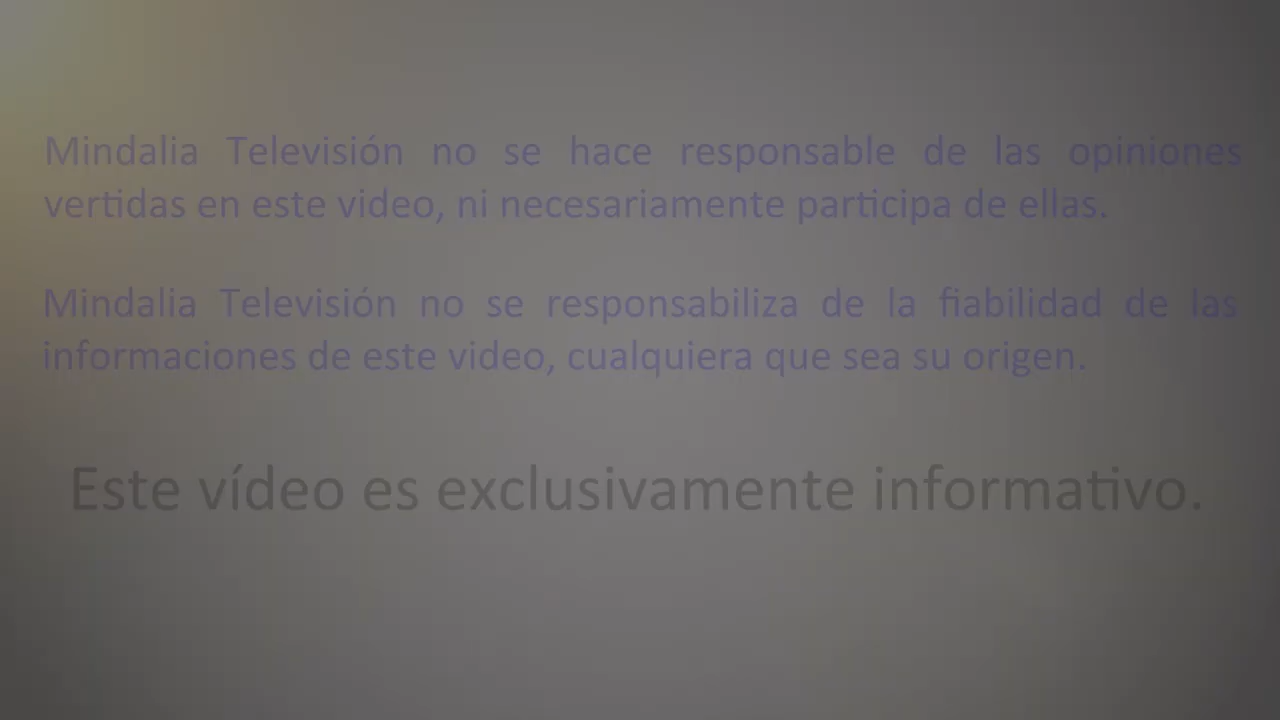 Mindalia Televisión no se hace responsable de las opiniones
vertidas en este video, ni necesariamente participa de ellas.
Mindalia Televisión no se responsabiliza de la fiabilidad de las
informaciones de este video, cualquiera que sea su origen.
Este vídeo es exclusivamente informativo.